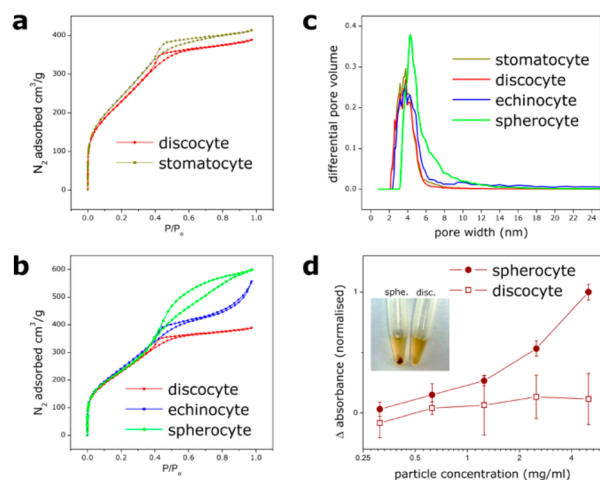 a
400
300
200
100
0
N₂ adsorbed cm³/g
discocyte
stomatocyte
0.0 0.2 0.4 0.6 0.8 1.0
P/P₀
c
0.4
0.3
0.2
0.1
0.0
differential pore volume
stomatocyte
discocyte
echinocyte
spherocyte
0 2 4 6 8 10 12 14 16 18 20 22 24
pore width (nm)
b
600
500
400
300
200
100
0
N₂ adsorbed cm³/g
discocyte
echinocyte
spherocyte
0.0 0.2 0.4 0.6 0.8 1.0
P/P₀
d
1
0
Δ absorbance (normalised)
spherocyte
discocyte
sphe. disc.
0.25 0.5 1 2 4
particle concentration (mg/ml)